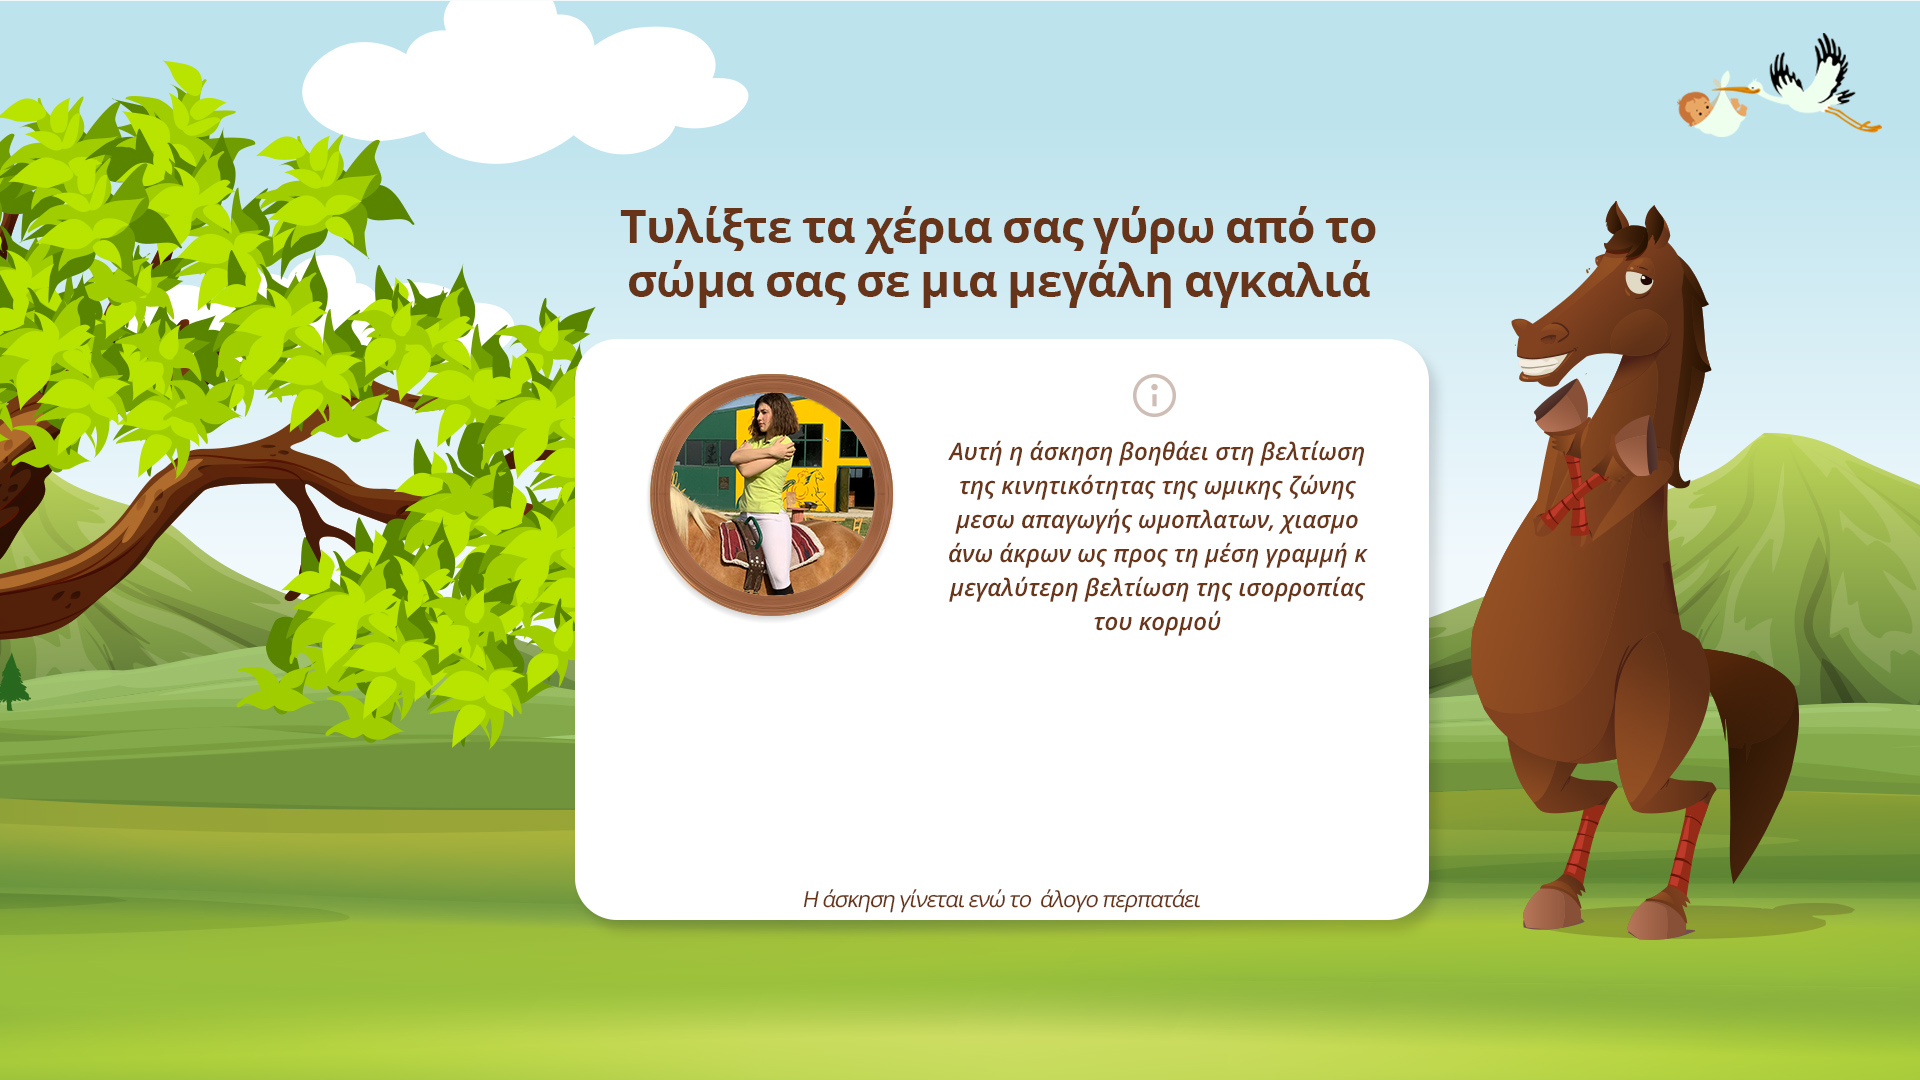 Τυλίξτε τα χέρια σας γύρω από το
σώμα σας σε μια μεγάλη αγκαλιά
Αυτή η άσκηση βοηθάει στη βελτίωση
της κινητικότητας της ωμικης ζώνης
μεσω απαγωγής ωμοπλατων, χιασμο
άνω άκρων ως προς τη μέση γραμμή κ
μεγαλύτερη βελτίωση της ισορροπίας
του κορμού
Η άσκηση γίνεται ενώ το άλογο περπατάει